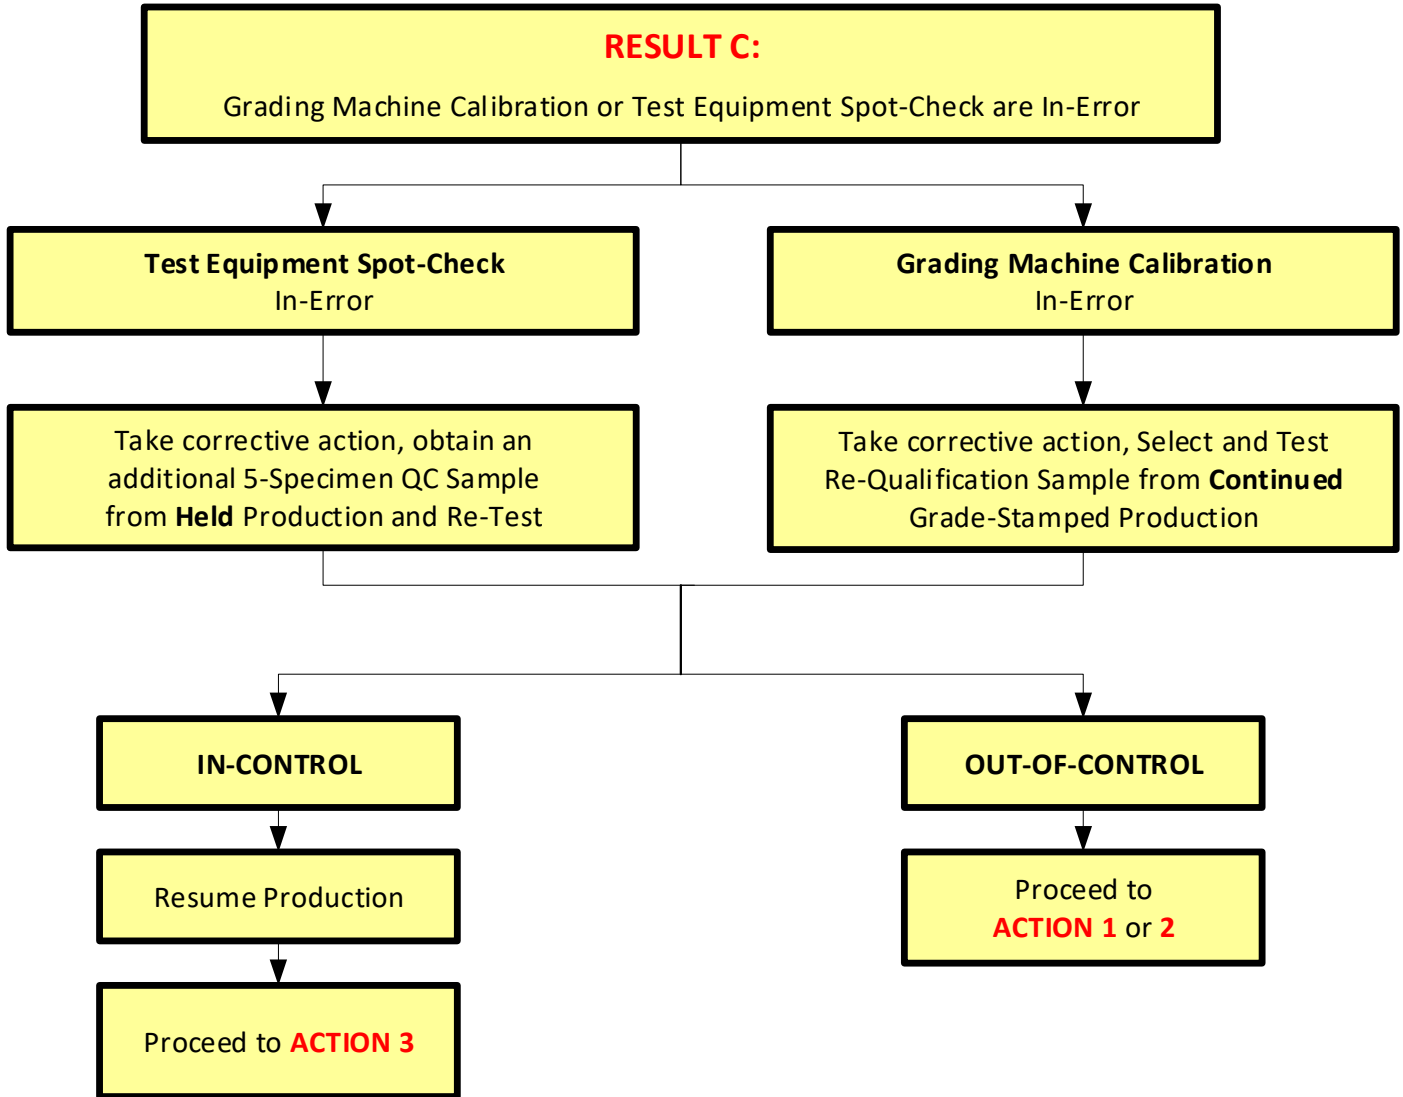 RESULT C:
Grading Machine Calibration or Test Equipment Spot-Check are In-Error
Test Equipment Spot-Check
In-Error
Grading Machine Calibration
In-Error
Take corrective action, obtain an
additional 5-Specimen QC Sample
from Held Production and Re-Test
Take corrective action, Select and Test
Re-Qualification Sample from Continued
Grade-Stamped Production
IN-CONTROL
OUT-OF-CONTROL
Resume Production
Proceed to
ACTION 1 or 2
Proceed to ACTION 3